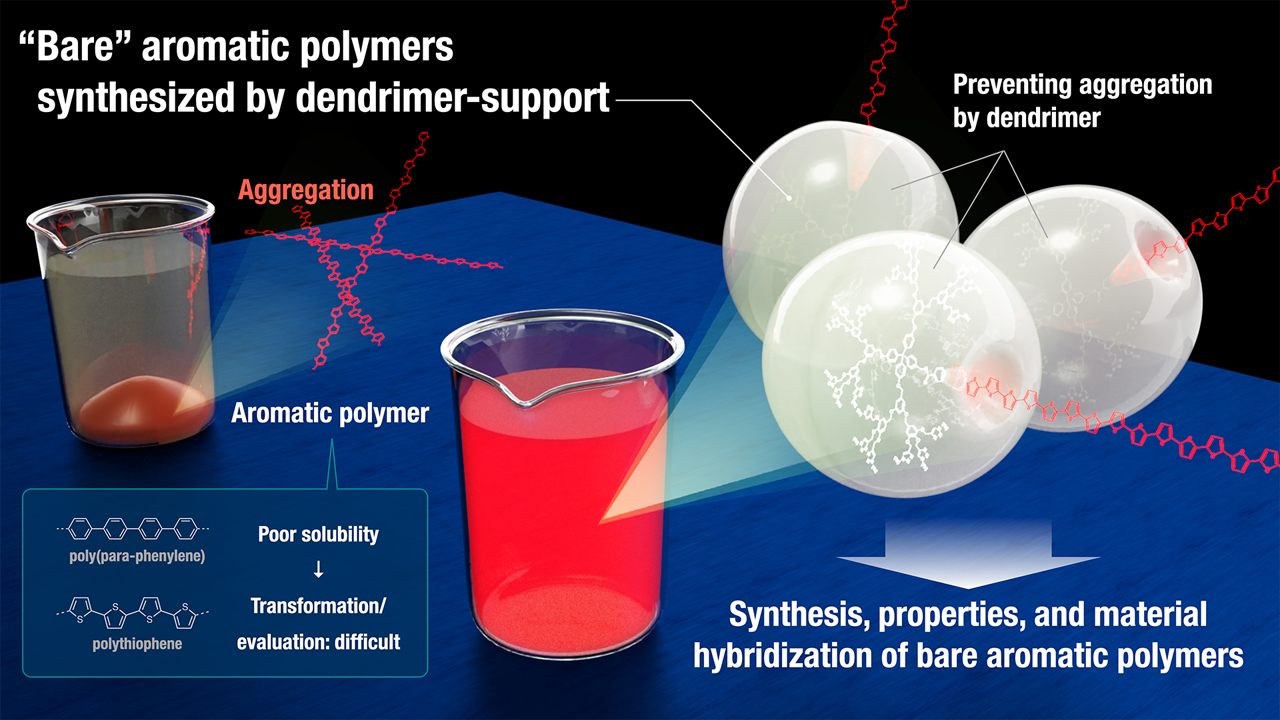 “Bare” aromatic polymers
synthesized by dendrimer-support
Preventing aggregation
by dendrimer
Aggregation
Aromatic polymer
poly(para-phenylene)
Poor solubility
↓
Transformation/
evaluation: difficult
S S S S
polythiophene
Synthesis, properties, and material
hybridization of bare aromatic polymers